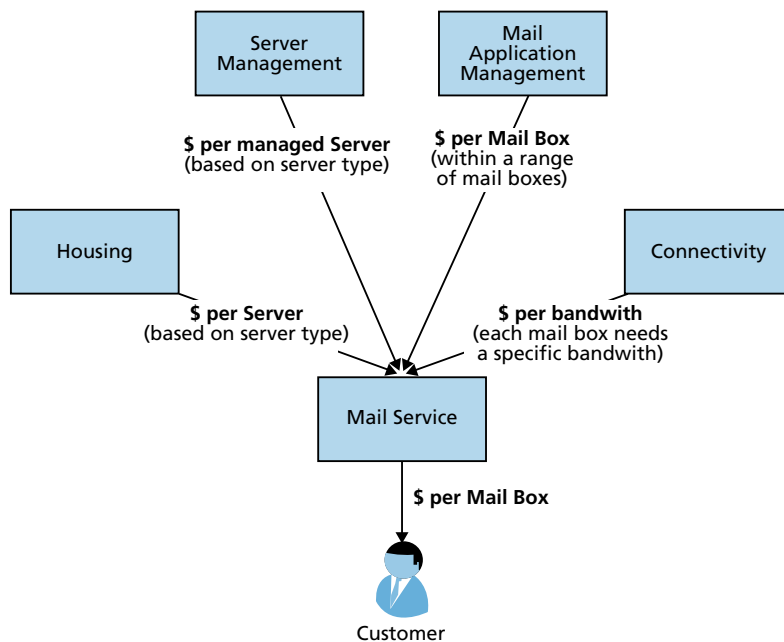 Server
Management
Mail
Application
Management
$ per managed Server
(based on server type)
$ per Mail Box
(within a range
of mail boxes)
Housing
Connectivity
$ per Server
(based on server type)
$ per bandwith
(each mail box needs
a specific bandwith)
Mail Service
$ per Mail Box
Customer